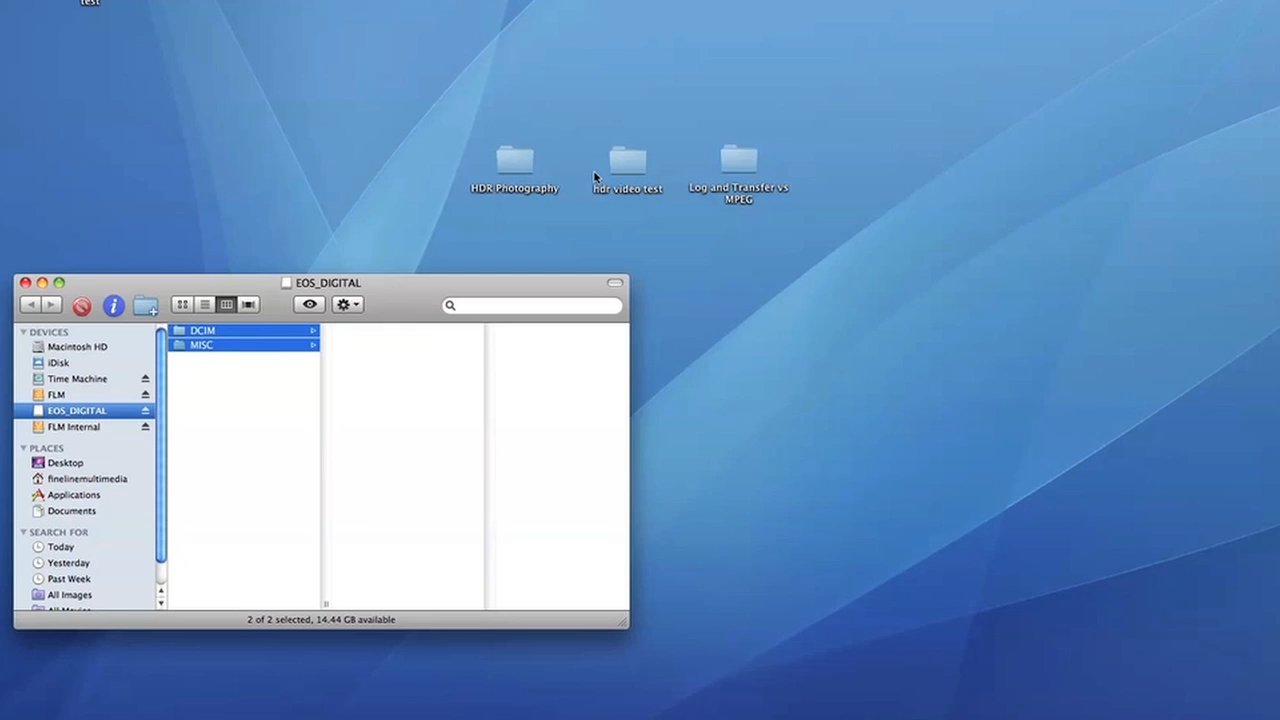 test
HDR Photography
hdr video test
Log and Transfer vs
MPEG
EOS_DIGITAL
DEVICES
Macintosh HD
iDisk
Time Machine
FLM
EOS_DIGITAL
FLM Internal
PLACES
Desktop
finelinemultimedia
Applications
Documents
SEARCH FOR
Today
Yesterday
Past Week
All Images
All Movies
DCIM
MISC
2 of 2 selected, 14.44 GB available